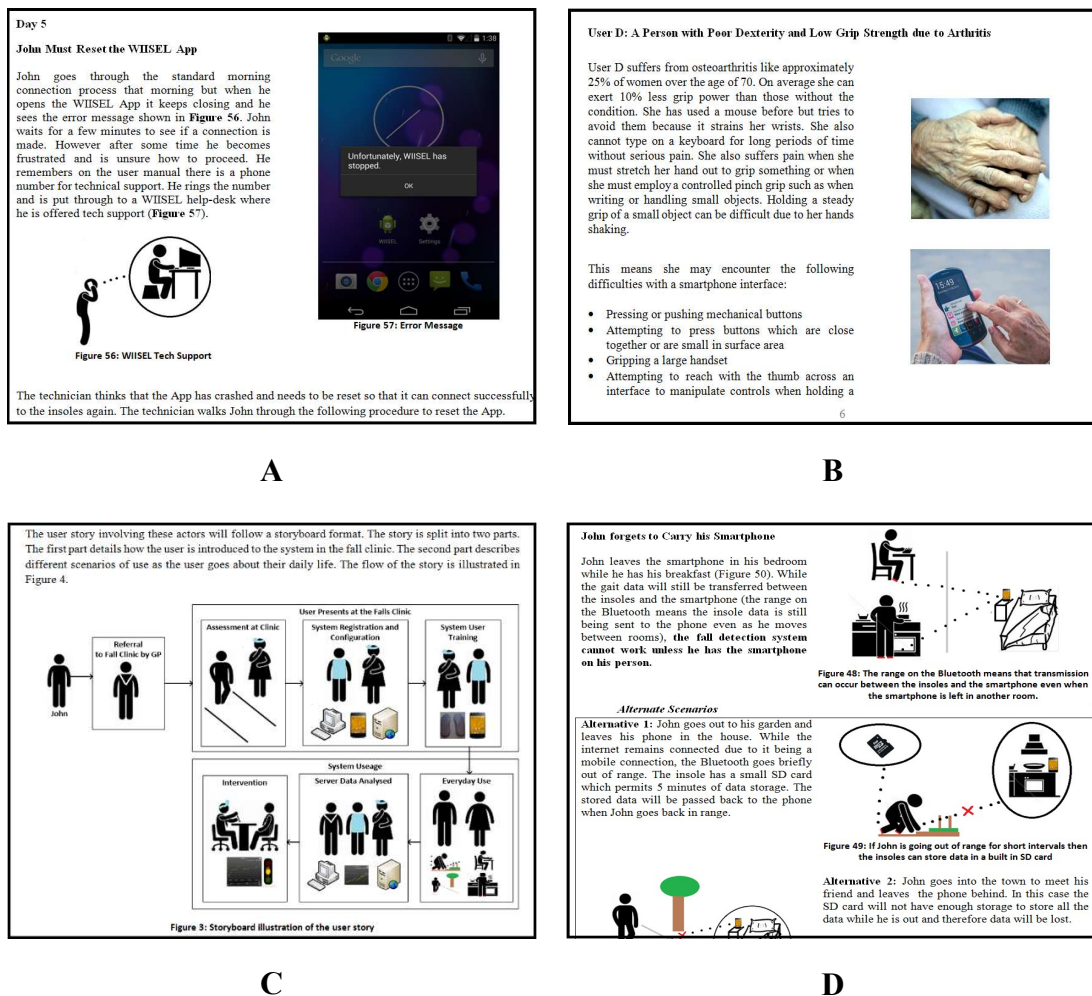 Day 5
John Must Reset the WIISEL App
John goes through the standard morning
connection process that morning but when he
opens the WIISEL App it keeps closing and he
sees the error message shown in Figure 56. John
waits for a few minutes to see if a connection is
made. However after some time he becomes
frustrated and is unsure how to proceed. He
remembers on the user manual there is a phone
number for technical support. He rings the number
and is put through to a WIISEL help-desk where
he is offered tech support (Figure 57).
Figure 56: WIISEL Tech Support
1:38
Google
Unfortunately, WIISEL has
stopped.
OK
WIISEL
Settings
Figure 57: Error Message
The technician thinks that the App has crashed and needs to be reset so that it can connect successfully
to the insoles again. The technician walks John through the following procedure to reset the App.
A
User D: A Person with Poor Dexterity and Low Grip Strength due to Arthritis
User D suffers from osteoarthritis like approximately
25% of women over the age of 70. On average she can
exert 10% less grip power than those without the
condition. She has used a mouse before but tries to
avoid them because it strains her wrists. She also
cannot type on a keyboard for long periods of time
without serious pain. She also suffers pain when she
must stretch her hand out to grip something or when
she must employ a controlled pinch grip such as when
writing or handling small objects. Holding a steady
grip of a small object can be difficult due to her hands
shaking.
This means she may encounter the following
difficulties with a smartphone interface:
• Pressing or pushing mechanical buttons
• Attempting to press buttons which are close
together or are small in surface area
• Gripping a large handset
• Attempting to reach with the thumb across an
interface to manipulate controls when holding a
15:49
6
B
The user story involving these actors will follow a storyboard format. The story is split into two parts.
The first part details how the user is introduced to the system in the fall clinic. The second part describes
different scenarios of use as the user goes about their daily life. The flow of the story is illustrated in
Figure 4.
User Presents at the Falls Clinic
John
Referral
to Fall Clinic by GP
Assessment at Clinic
System Registration and
Configuration
System User
Training
System Useage
Intervention
Server Data Analysed
Everyday Use
Figure 3: Storyboard illustration of the user story
C
John forgets to Carry his Smartphone
John leaves the smartphone in his bedroom
while he has his breakfast (Figure 50). While
the gait data will still be transferred between
the insoles and the smartphone (the range on
the Bluetooth means the insole data is still
being sent to the phone even as he moves
between rooms), the fall detection system
cannot work unless he has the smartphone
on his person.
Figure 48: The range on the Bluetooth means that transmission
can occur between the insoles and the smartphone even when
the smartphone is left in another room.
Alternate Scenarios
Alternative 1: John goes out to his garden and
leaves his phone in the house. While the
internet remains connected due to it being a
mobile connection, the Bluetooth goes briefly
out of range. The insole has a small SD card
which permits 5 minutes of data storage. The
stored data will be passed back to the phone
when John goes back in range.
Figure 49: If John is going out of range for short intervals then
the insoles can store data in a built in SD card
Alternative 2: John goes into the town to meet his
friend and leaves the phone behind. In this case the
SD card will not have enough storage to store all the
data while he is out and therefore data will be lost.
D